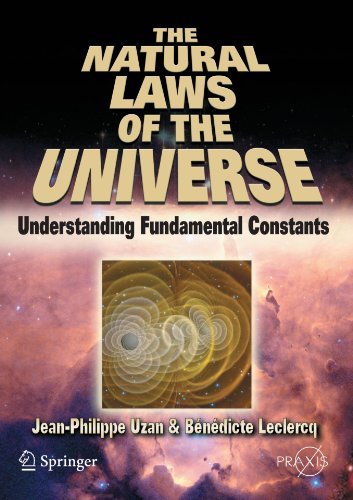 THE
NATURAL
LAWS
OF THE
UNIVERSE
Understanding Fundamental Constants
Jean-Philippe Uzan & Bénédicte Leclercq
Springer
PRAXIS